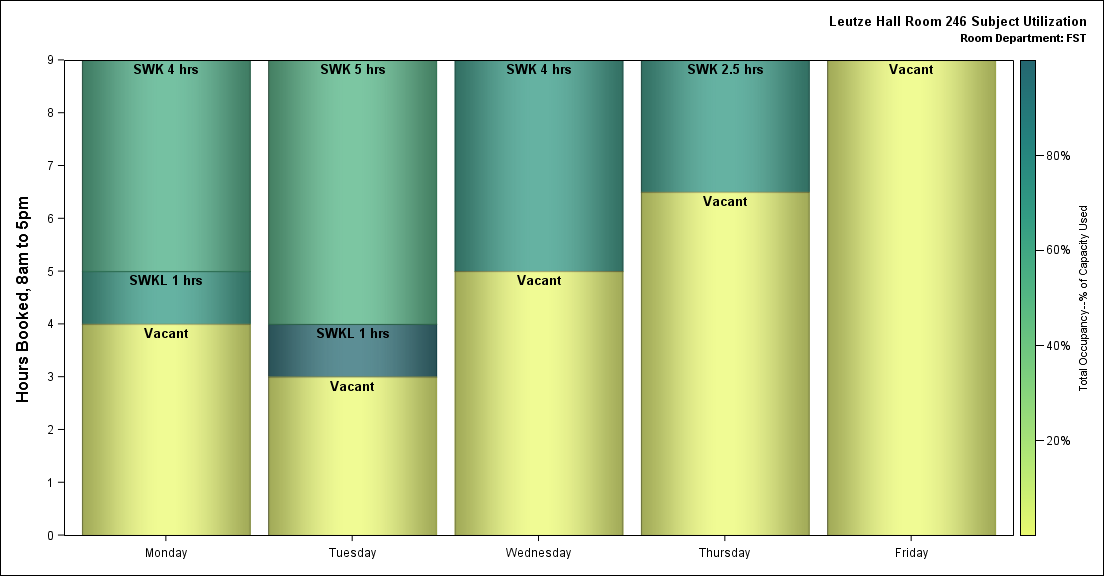 Leutze Hall Room 246 Subject Utilization
Room Department: FST
Hours Booked, 8am to 5pm
9
8
7
6
5
4
3
2
1
0
SWK 4 hrs
SWKL 1 hrs
Vacant
SWK 5 hrs
SWKL 1 hrs
Vacant
SWK 4 hrs
Vacant
SWK 2.5 hrs
Vacant
Vacant
Monday
Tuesday
Wednesday
Thursday
Friday
80%
60%
40%
20%
Total Occupancy--% of Capacity Used